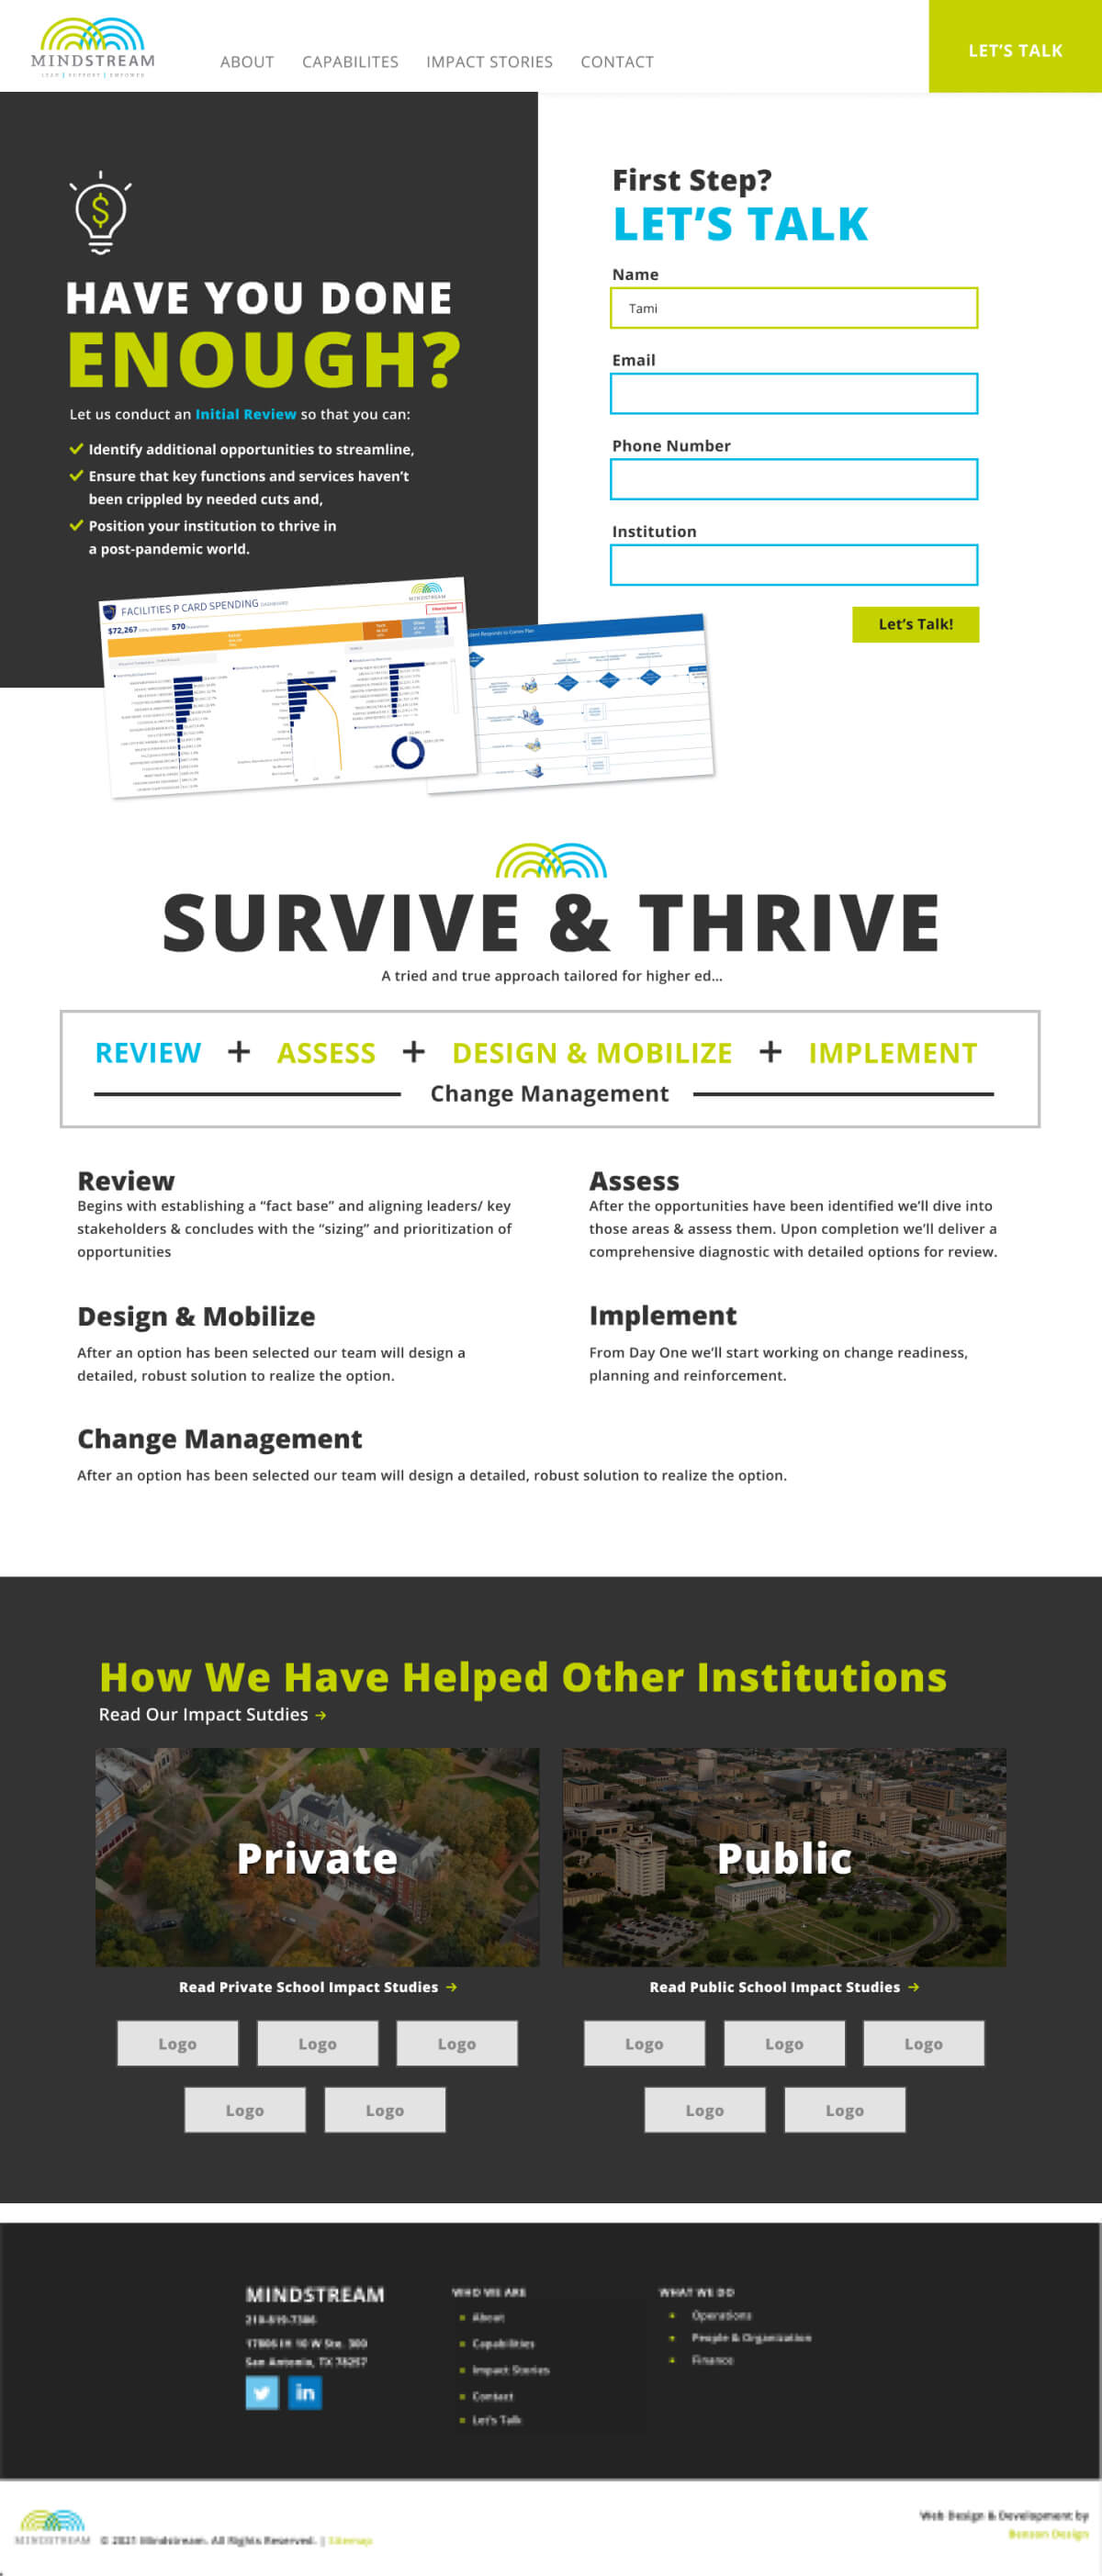 MINDSTREAM
LEAD | SUPPORT | EMPOWER
ABOUT CAPABILITES IMPACT STORIES CONTACT
LET'S TALK
HAVE YOU DONE
ENOUGH?
Let us conduct an Initial Review so that you can:
Identify additional opportunities to streamline,
Ensure that key functions and services haven't
been crippled by needed cuts and,
Position your institution to thrive in
a post-pandemic world.
First Step?
LET'S TALK
Name
Tami
Email
Phone Number
Institution
Let's Talk!
FACILITIES P CARD SPENDING DASHBOARD
MINDSTREAM
$72,267
570
SURVIVE & THRIVE
A tried and true approach tailored for higher ed...
REVIEW + ASSESS + DESIGN & MOBILIZE + IMPLEMENT
Change Management
Review
Begins with establishing a “fact base” and aligning leaders/ key
stakeholders & concludes with the “sizing” and prioritization of
opportunities
Assess
After the opportunities have been identified we'll dive into
those areas & assess them. Upon completion we'll deliver a
comprehensive diagnostic with detailed options for review.
Design & Mobilize
After an option has been selected our team will design a
detailed, robust solution to realize the option.
Implement
From Day One we'll start working on change readiness,
planning and reinforcement.
Change Management
After an option has been selected our team will design a detailed, robust solution to realize the option.
How We Have Helped Other Institutions
Read Our Impact Sutdies →
Private
Public
Read Private School Impact Studies →
Read Public School Impact Studies →
Logo Logo Logo
Logo Logo
Logo Logo Logo
Logo Logo
MINDSTREAM
San Antonio, TX
in
WHO WE ARE
About
Capabilities
Impact Stories
Contact
Let's Talk
WHAT WE DO
Operations
People & Organization
Finance
MINDSTREAM
© 2021 Mindstream. All Rights Reserved. | Sitemap
Web Design & Development by
Design